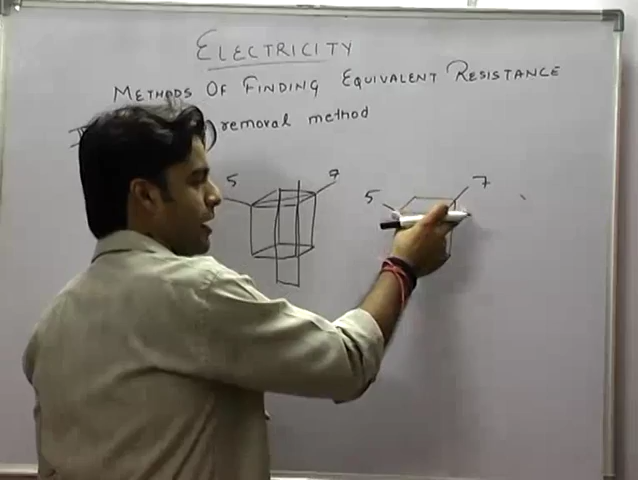 ELECTRICITY
METHODS OF FINDING EQUIVALENT RESISTANCE
) removal method
5 7 5 7